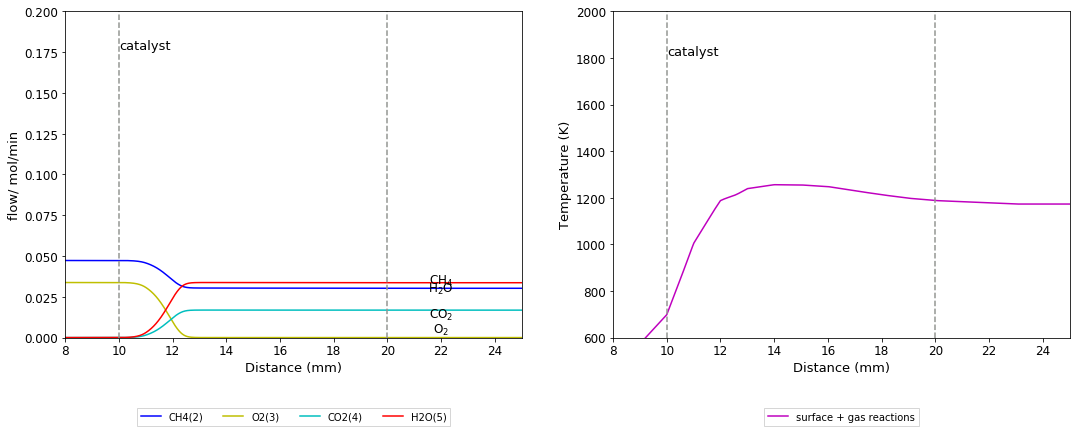 0.200
0.175
0.150
0.125
0.100
0.075
0.050
0.025
0.000
flow/ mol/min
catalyst
CH₄
H₂O
CO₂
O₂
8 10 12 14 16 18 20 22 24
Distance (mm)
CH4(2) O2(3) CO2(4) H2O(5)
2000
1800
1600
1400
1200
1000
800
600
Temperature (K)
catalyst
8 10 12 14 16 18 20 22 24
Distance (mm)
surface + gas reactions